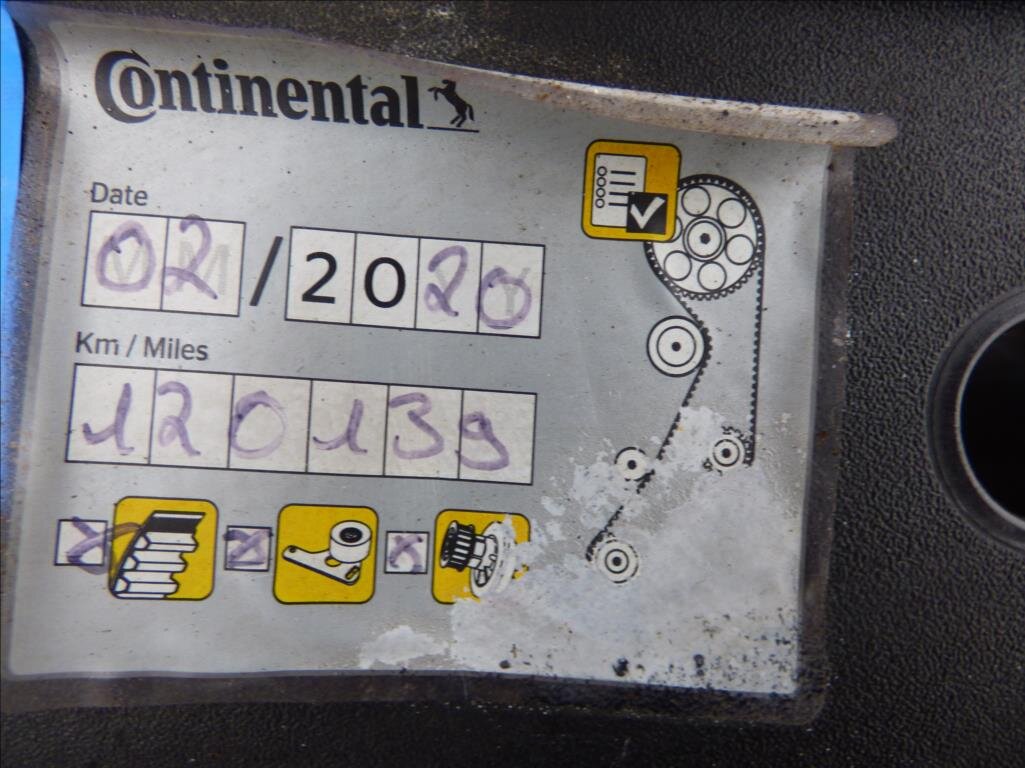 Continental
Date
02/2020
Km / Miles
120139